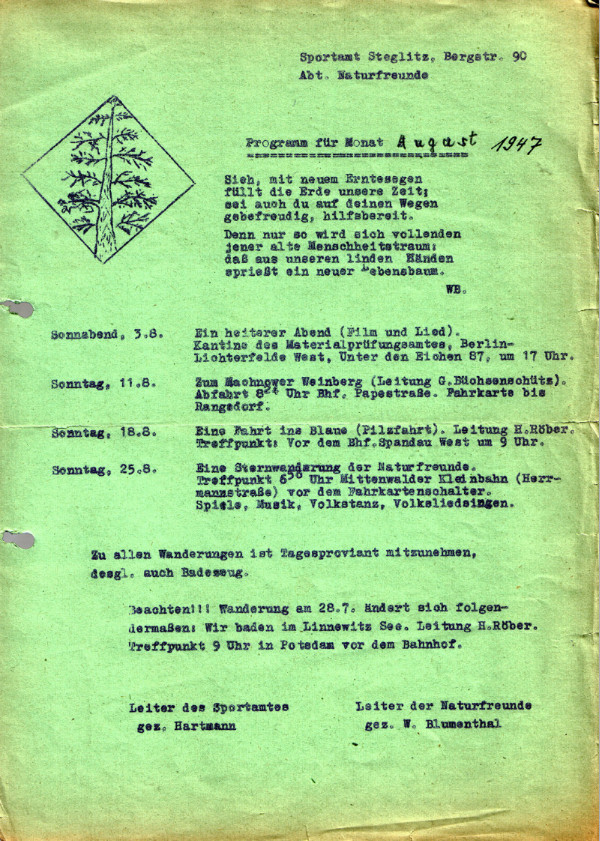 Sportamt Steglitz, Bergstr. 90
Abt. Naturfreunde
Programm für Monat August 1947
Sieh, mit neuem Erntesegen
füllt die Erde unsere Zeit;
sei auch du auf deinen Wegen
gebefreudig, hilfsbereit.
Denn nur so wird sich vollenden
jener alte Menschheitstraum:
daß aus unseren linden Händen
sprießt ein neuer Lebensbaum.
WB.
Sonnabend, 3.8. Ein heiterer Abend (Film und Lied).
Kantine des Materialprüfungsamtes, Berlin-
Lichterfelde West, Unter den Eichen 87, um 17 Uhr.
Sonntag, 11.8. Zum Machnower Weinberg (Leitung G.Büchsenschütz).
Abfahrt 8²⁴ Uhr Bhf. Papestraße. Fahrkarte bis
Rangsdorf.
Sonntag, 18.8. Eine Fahrt ins Blaue (Pilzfahrt). Leitung H.Röber.
Treffpunkt: Vor dem Bhf.Spandau West um 9 Uhr.
Sonntag, 25.8. Eine Sternwanderung der Naturfreunde.
Treffpunkt 6⁵⁰ Uhr Mittenwalder Kleinbahn (Herr-
mannstraße) vor dem Fahrkartenschalter.
Spiele, Musik, Volkstanz, Volksliedsingen.
Zu allen Wanderungen ist Tagesproviant mitzunehmen,
desgl. auch Badezeug.
Beachten!!! Wanderung am 28.7. ändert sich folgen-
dermaßen: Wir baden im Linnewitz See. Leitung H.Röber.
Treffpunkt 9 Uhr in Potsdam vor dem Bahnhof.
Leiter des Sportamtes Leiter der Naturfreunde
gez. Hartmann gez. W. Blumenthal